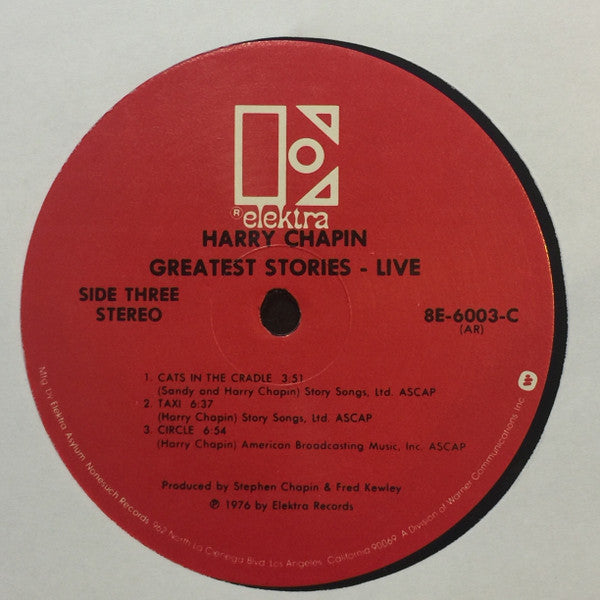 ® elektra
HARRY CHAPIN
GREATEST STORIES - LIVE
SIDE THREE
STEREO
8E-6003-C
(AR)
1. CATS IN THE CRADLE 3:51
(Sandy and Harry Chapin) Story Songs, Ltd. ASCAP
2. TAXI 6:37
(Harry Chapin) Story Songs, Ltd. ASCAP
3. CIRCLE 6:54
(Harry Chapin) American Broadcasting Music, Inc. ASCAP
Produced by Stephen Chapin & Fred Kewley
℗ 1976 by Elektra Records
Mfg by Elektra Asylum Nonesuch Records 962 North La Cienega Blvd. Los Angeles, California 90069. A Division of Warner Communications Inc.